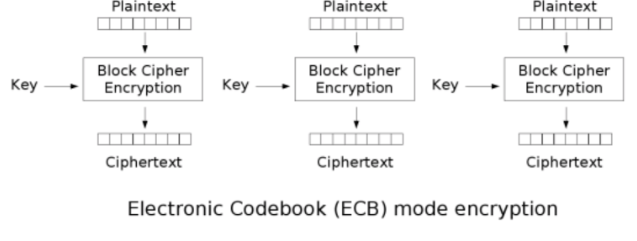 Plaintext Plaintext Plaintext
Key Block Cipher Encryption Key Block Cipher Encryption Key Block Cipher Encryption
Ciphertext Ciphertext Ciphertext
Electronic Codebook (ECB) mode encryption